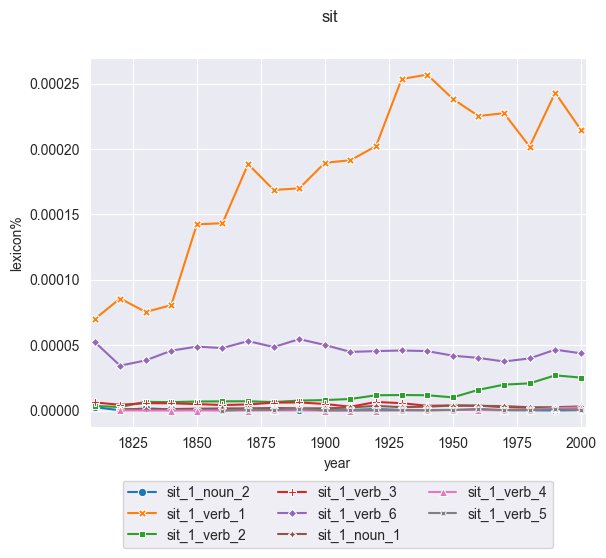 sit
0.00025
0.00020
0.00015
0.00010
0.00005
0.00000
lexicon%
1825 1850 1875 1900 1925 1950 1975 2000
year
sit_1_noun_2 sit_1_verb_3 sit_1_verb_4
sit_1_verb_1 sit_1_verb_6 sit_1_verb_5
sit_1_verb_2 sit_1_noun_1